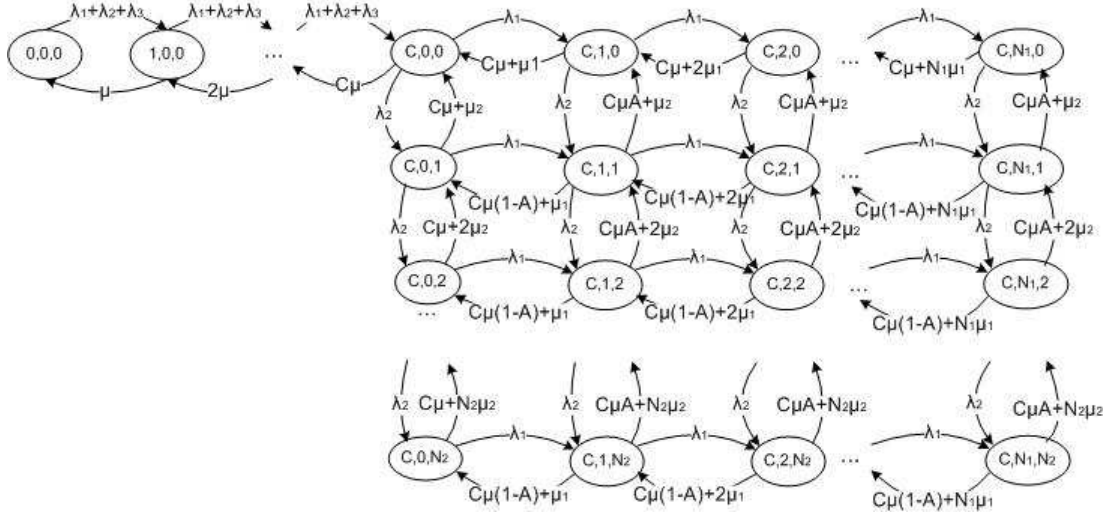 λ1+λ2+λ3 λ1+λ2+λ3 λ1+λ2+λ3 λ1 λ1 λ1
0,0,0 1,0,0 ... C,0,0 C,1,0 C,2,0 ... C,N1,0
μ 2μ Cμ Cμ+μ1 Cμ+2μ1 Cμ+N1μ1
λ2 Cμ+μ2 λ2 CμA+μ2 λ2 CμA+μ2 λ2 CμA+μ2
λ1 λ1 λ1
C,0,1 C,1,1 C,2,1 ... C,N1,1
Cμ(1-A)+μ1 Cμ(1-A)+2μ1 Cμ(1-A)+N1μ1
λ2 Cμ+2μ2 λ2 CμA+2μ2 λ2 CμA+2μ2 λ2 CμA+2μ2
λ1 λ1 λ1
C,0,2 C,1,2 C,2,2 ... C,N1,2
... Cμ(1-A)+μ1 Cμ(1-A)+2μ1 Cμ(1-A)+N1μ1
λ2 Cμ+N2μ2 λ2 CμA+N2μ2 λ2 CμA+N2μ2 λ2 CμA+N2μ2
λ1 λ1 λ1
C,0,N2 C,1,N2 C,2,N2 ... C,N1,N2
Cμ(1-A)+μ1 Cμ(1-A)+2μ1 Cμ(1-A)+N1μ1